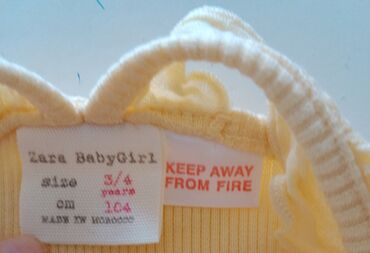 Zara BabyGirl
size 3/4
years
cm 104
MADE IN MOROCCO
KEEP AWAY
FROM FIRE